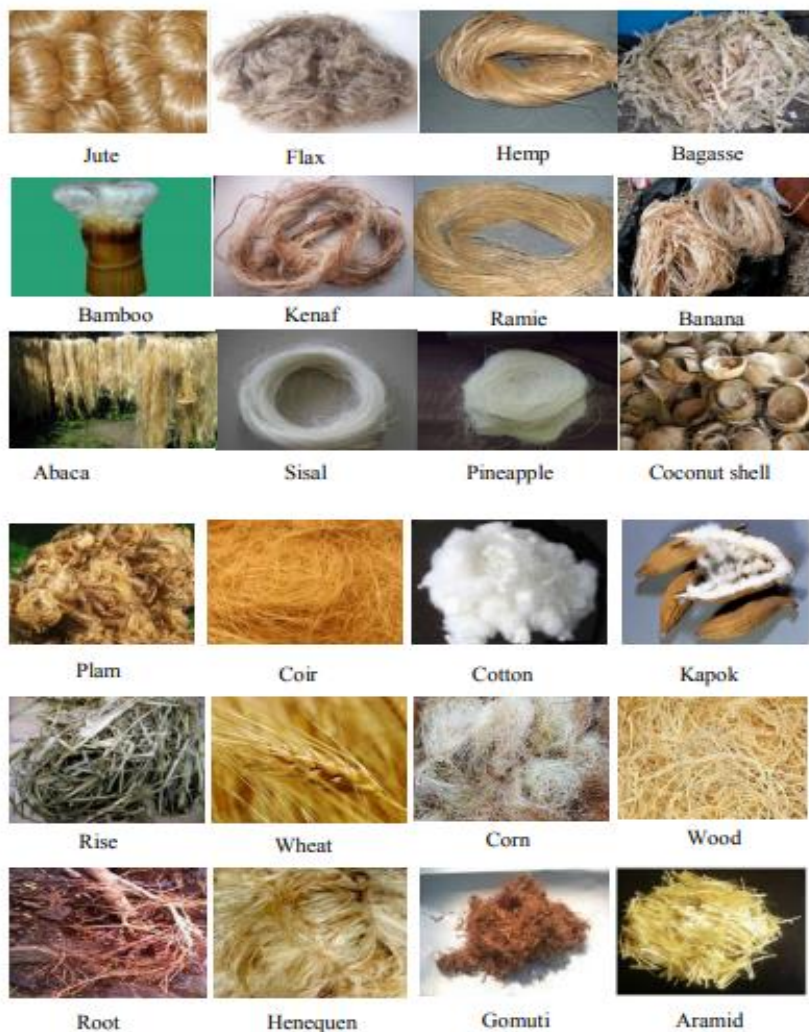 Jute Flax Hemp Bagasse
Bamboo Kenaf Ramie Banana
Abaca Sisal Pineapple Coconut shell
Plam Coir Cotton Kapok
Rise Wheat Corn Wood
Root Henequen Gomuti Aramid